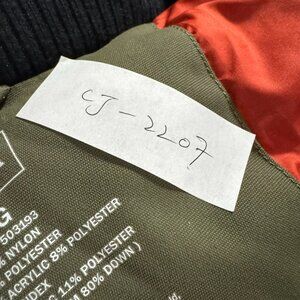 CJ-2207
G
503193
% NYLON
POLYESTER
ACRYLIC 8% POLYESTER
NDEX
11% POLYESTER
M 80% DOWN )